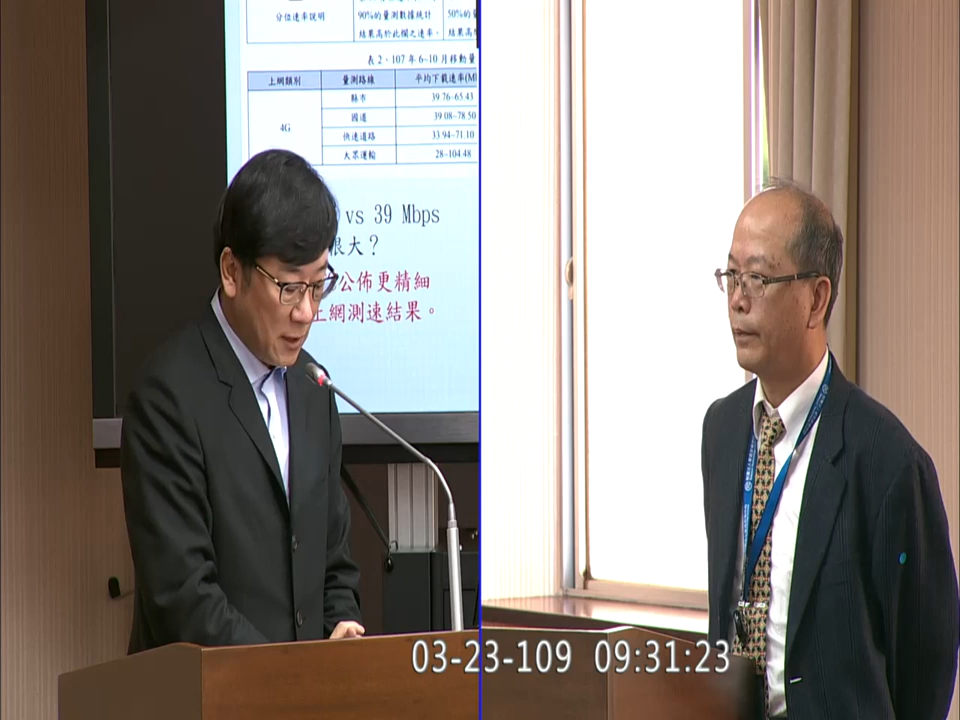 分位速率說明
90%的量測數據統計
結果高於此欄之速率。
50%的量
結果高
表 2、107 年 6~10 月移動量
上網類別 量測路線 平均下載速率(M
4G
縣市 39.76~65.43
國道 39.08~78.50
快速道路 33.94~71.10
大眾運輸 28~104.48
vs 39 Mbps
很大？
公佈更精細
上網測速結果。
03-23-109 09:31:23